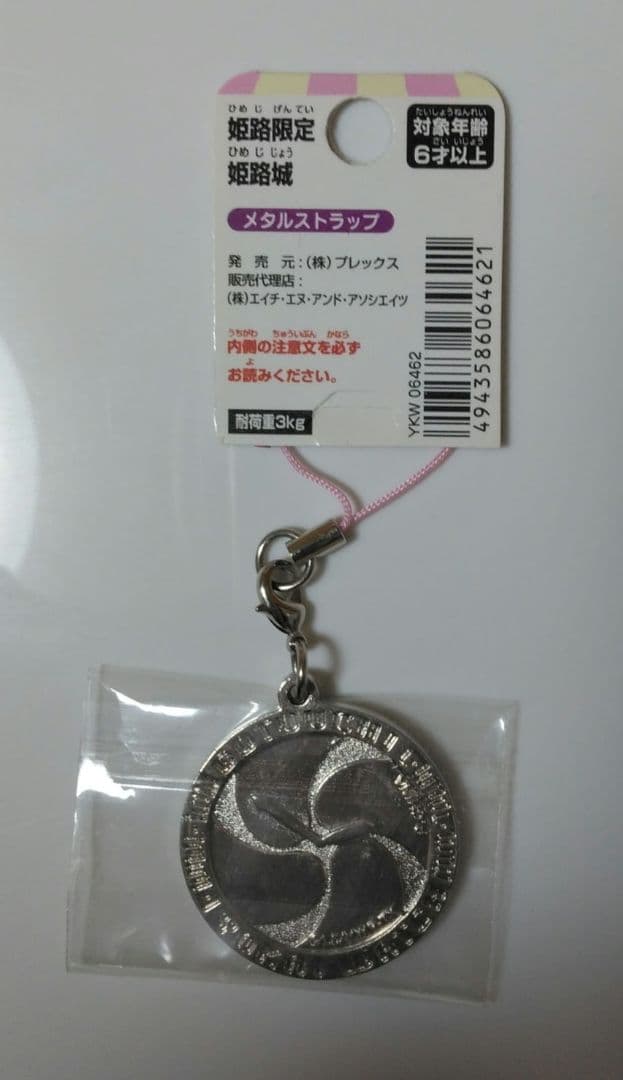 ひめ じ げん てい
姫路限定
ひめ じ じょう
姫路城
たいしょうねんれい
対象年齢
さい いじょう
6才以上
メタルストラップ
発 売 元:(株)プレックス
販売代理店:
(株)エイチ・エヌ・アンド・アソシエイツ
うちがわ ちゅういぶん かなら
内側の注意文を必ず
よ
お読みください。
耐荷重3kg
YKW 06462
4943586064621